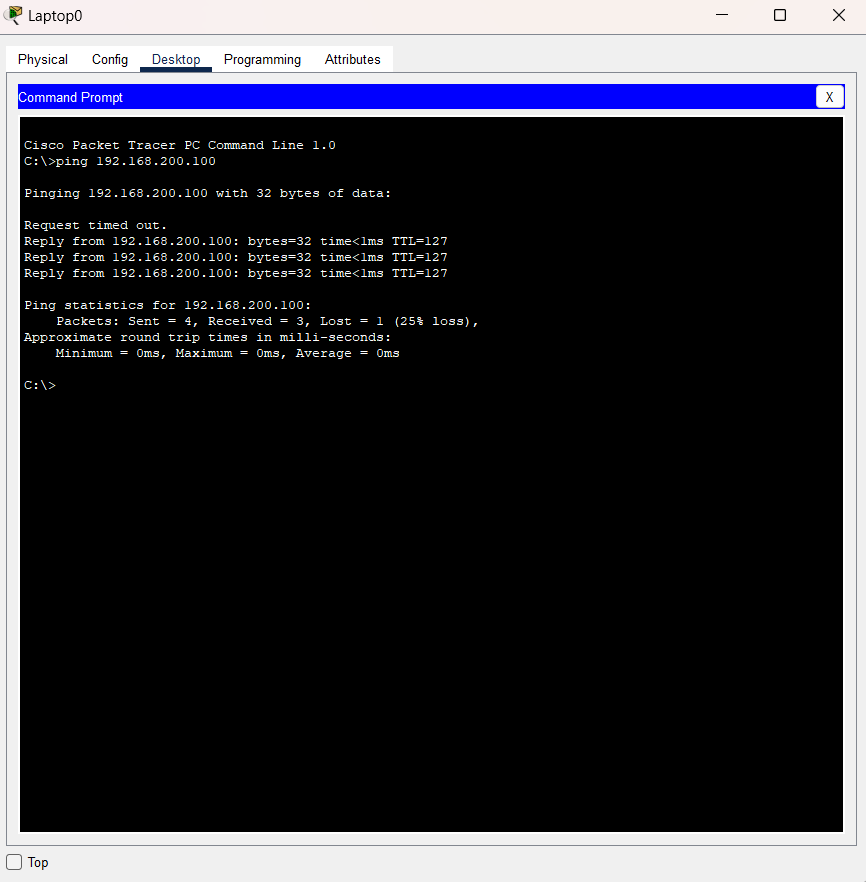 Laptop0
Physical Config Desktop Programming Attributes
Command Prompt X
Cisco Packet Tracer PC Command Line 1.0
C:\>ping 192.168.200.100
Pinging 192.168.200.100 with 32 bytes of data:
Request timed out.
Reply from 192.168.200.100: bytes=32 time<1ms TTL=127
Reply from 192.168.200.100: bytes=32 time<1ms TTL=127
Reply from 192.168.200.100: bytes=32 time<1ms TTL=127
Ping statistics for 192.168.200.100:
    Packets: Sent = 4, Received = 3, Lost = 1 (25% loss),
Approximate round trip times in milli-seconds:
    Minimum = 0ms, Maximum = 0ms, Average = 0ms
C:\>
Top